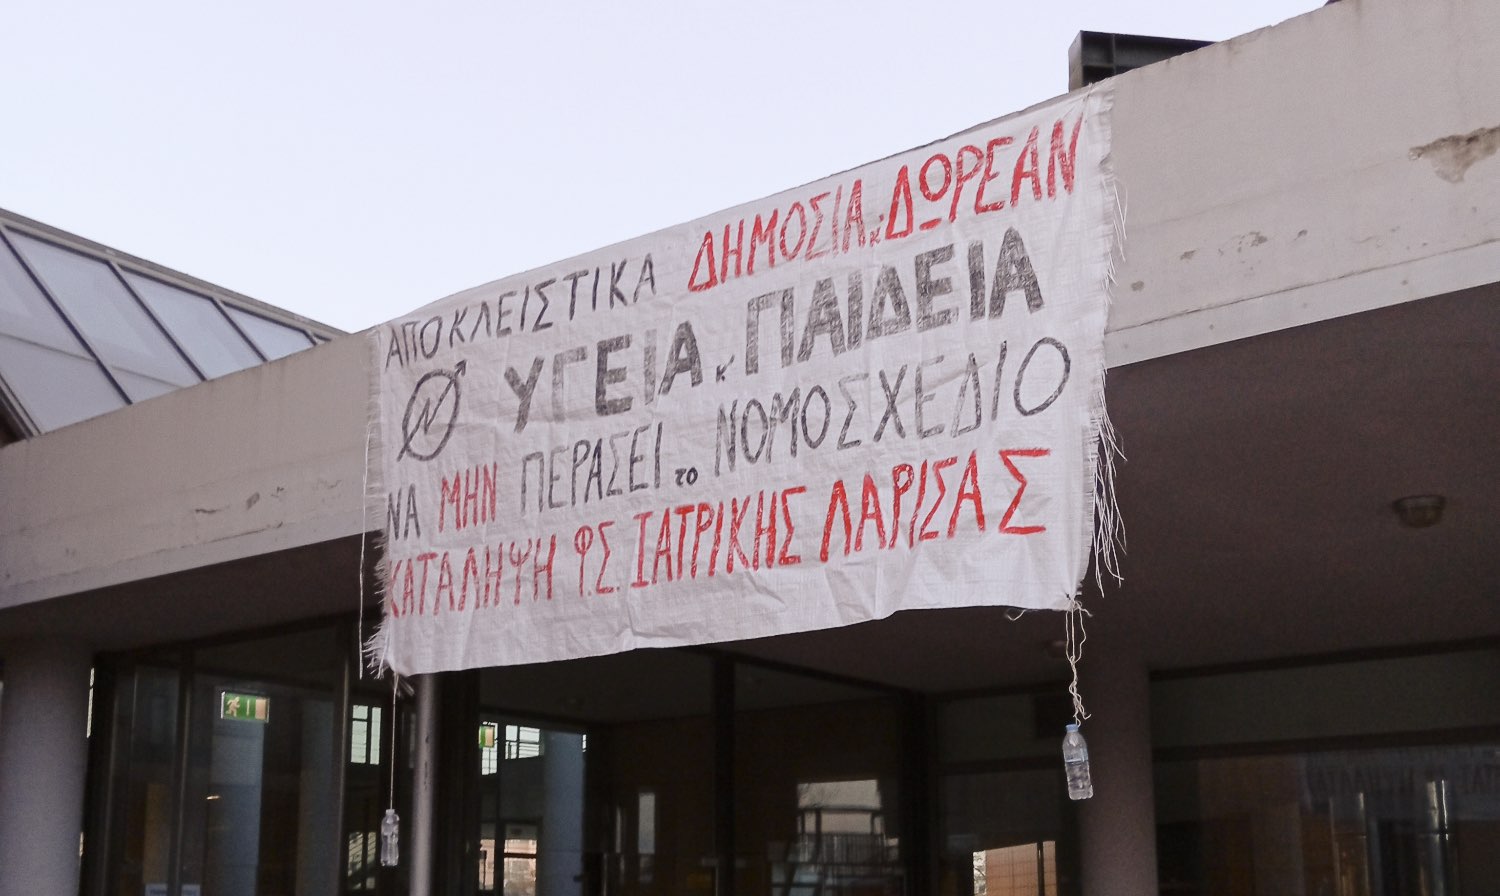 ΑΠΟΚΛΕΙΣΤΙΚΑ ΔΗΜΟΣΙΑ κ ΔΩΡΕΑΝ
ΥΓΕΙΑ κ' ΠΑΙΔΕΙΑ
ΝΑ ΜΗΝ ΠΕΡΑΣΕΙ το ΝΟΜΟΣΧΕΔΙΟ
ΚΑΤΑΛΗΨΗ Φ.Σ. ΙΑΤΡΙΚΗΣ ΛΑΡΙΣΑΣ